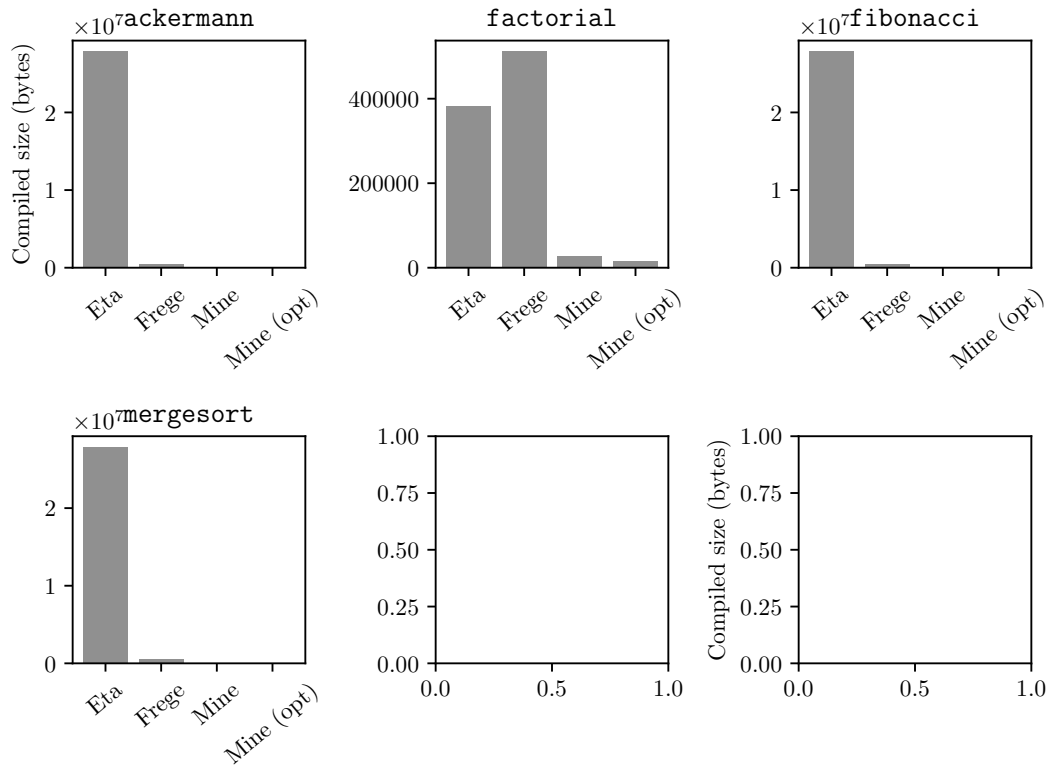 ×10⁷ackermann
Compiled size (bytes)
2
1
0
Eta
Frege
Mine
Mine (opt)
factorial
400000
200000
0
Eta
Frege
Mine
Mine (opt)
×10⁷fibonacci
2
1
0
Eta
Frege
Mine
Mine (opt)
×10⁷mergesort
2
1
0
Eta
Frege
Mine
Mine (opt)
1.00
0.75
0.50
0.25
0.00
0.0 0.5 1.0
Compiled size (bytes)
1.00
0.75
0.50
0.25
0.00
0.0 0.5 1.0